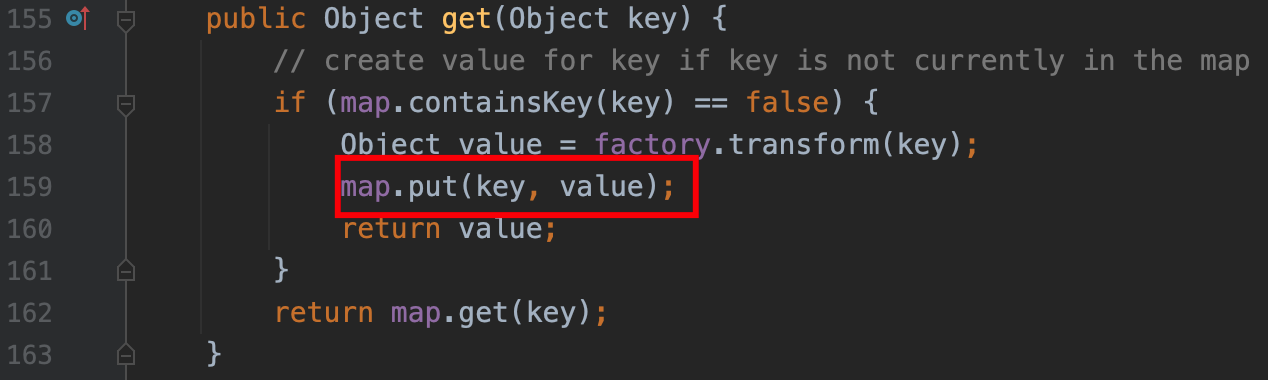 155 public Object get(Object key) {
156 // create value for key if key is not currently in the map
157 if (map.containsKey(key) == false) {
158 Object value = factory.transform(key);
159 map.put(key, value);
160 return value;
161 }
162 return map.get(key);
163 }